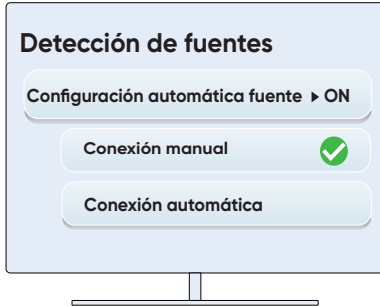 Detección de fuentes
Configuración automática fuente ▸ ON
Conexión manual
Conexión automática